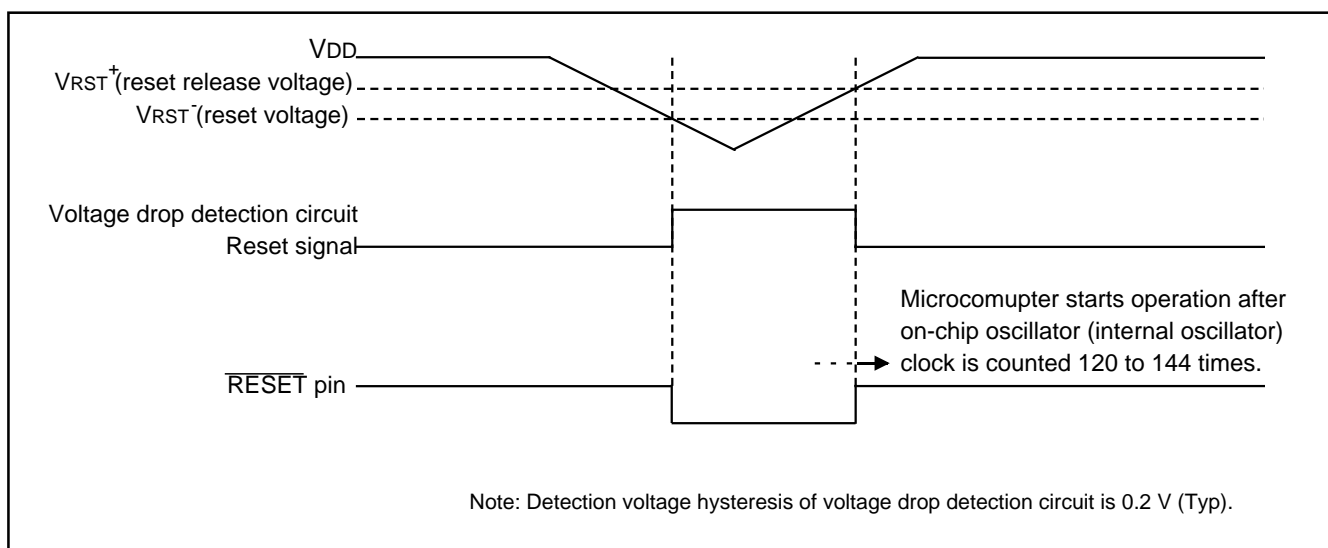 VDD
VRST+(reset release voltage)
VRST-(reset voltage)
Voltage drop detection circuit
Reset signal
Microcomupter starts operation after
on-chip oscillator (internal oscillator)
clock is counted 120 to 144 times.
RESET pin
Note: Detection voltage hysteresis of voltage drop detection circuit is 0.2 V (Typ).